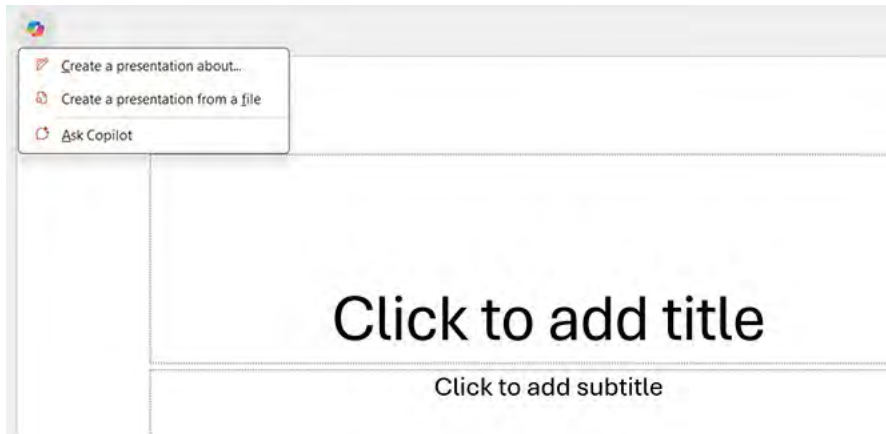 Create a presentation about...
Create a presentation from a file
Ask Copilot
Click to add title
Click to add subtitle